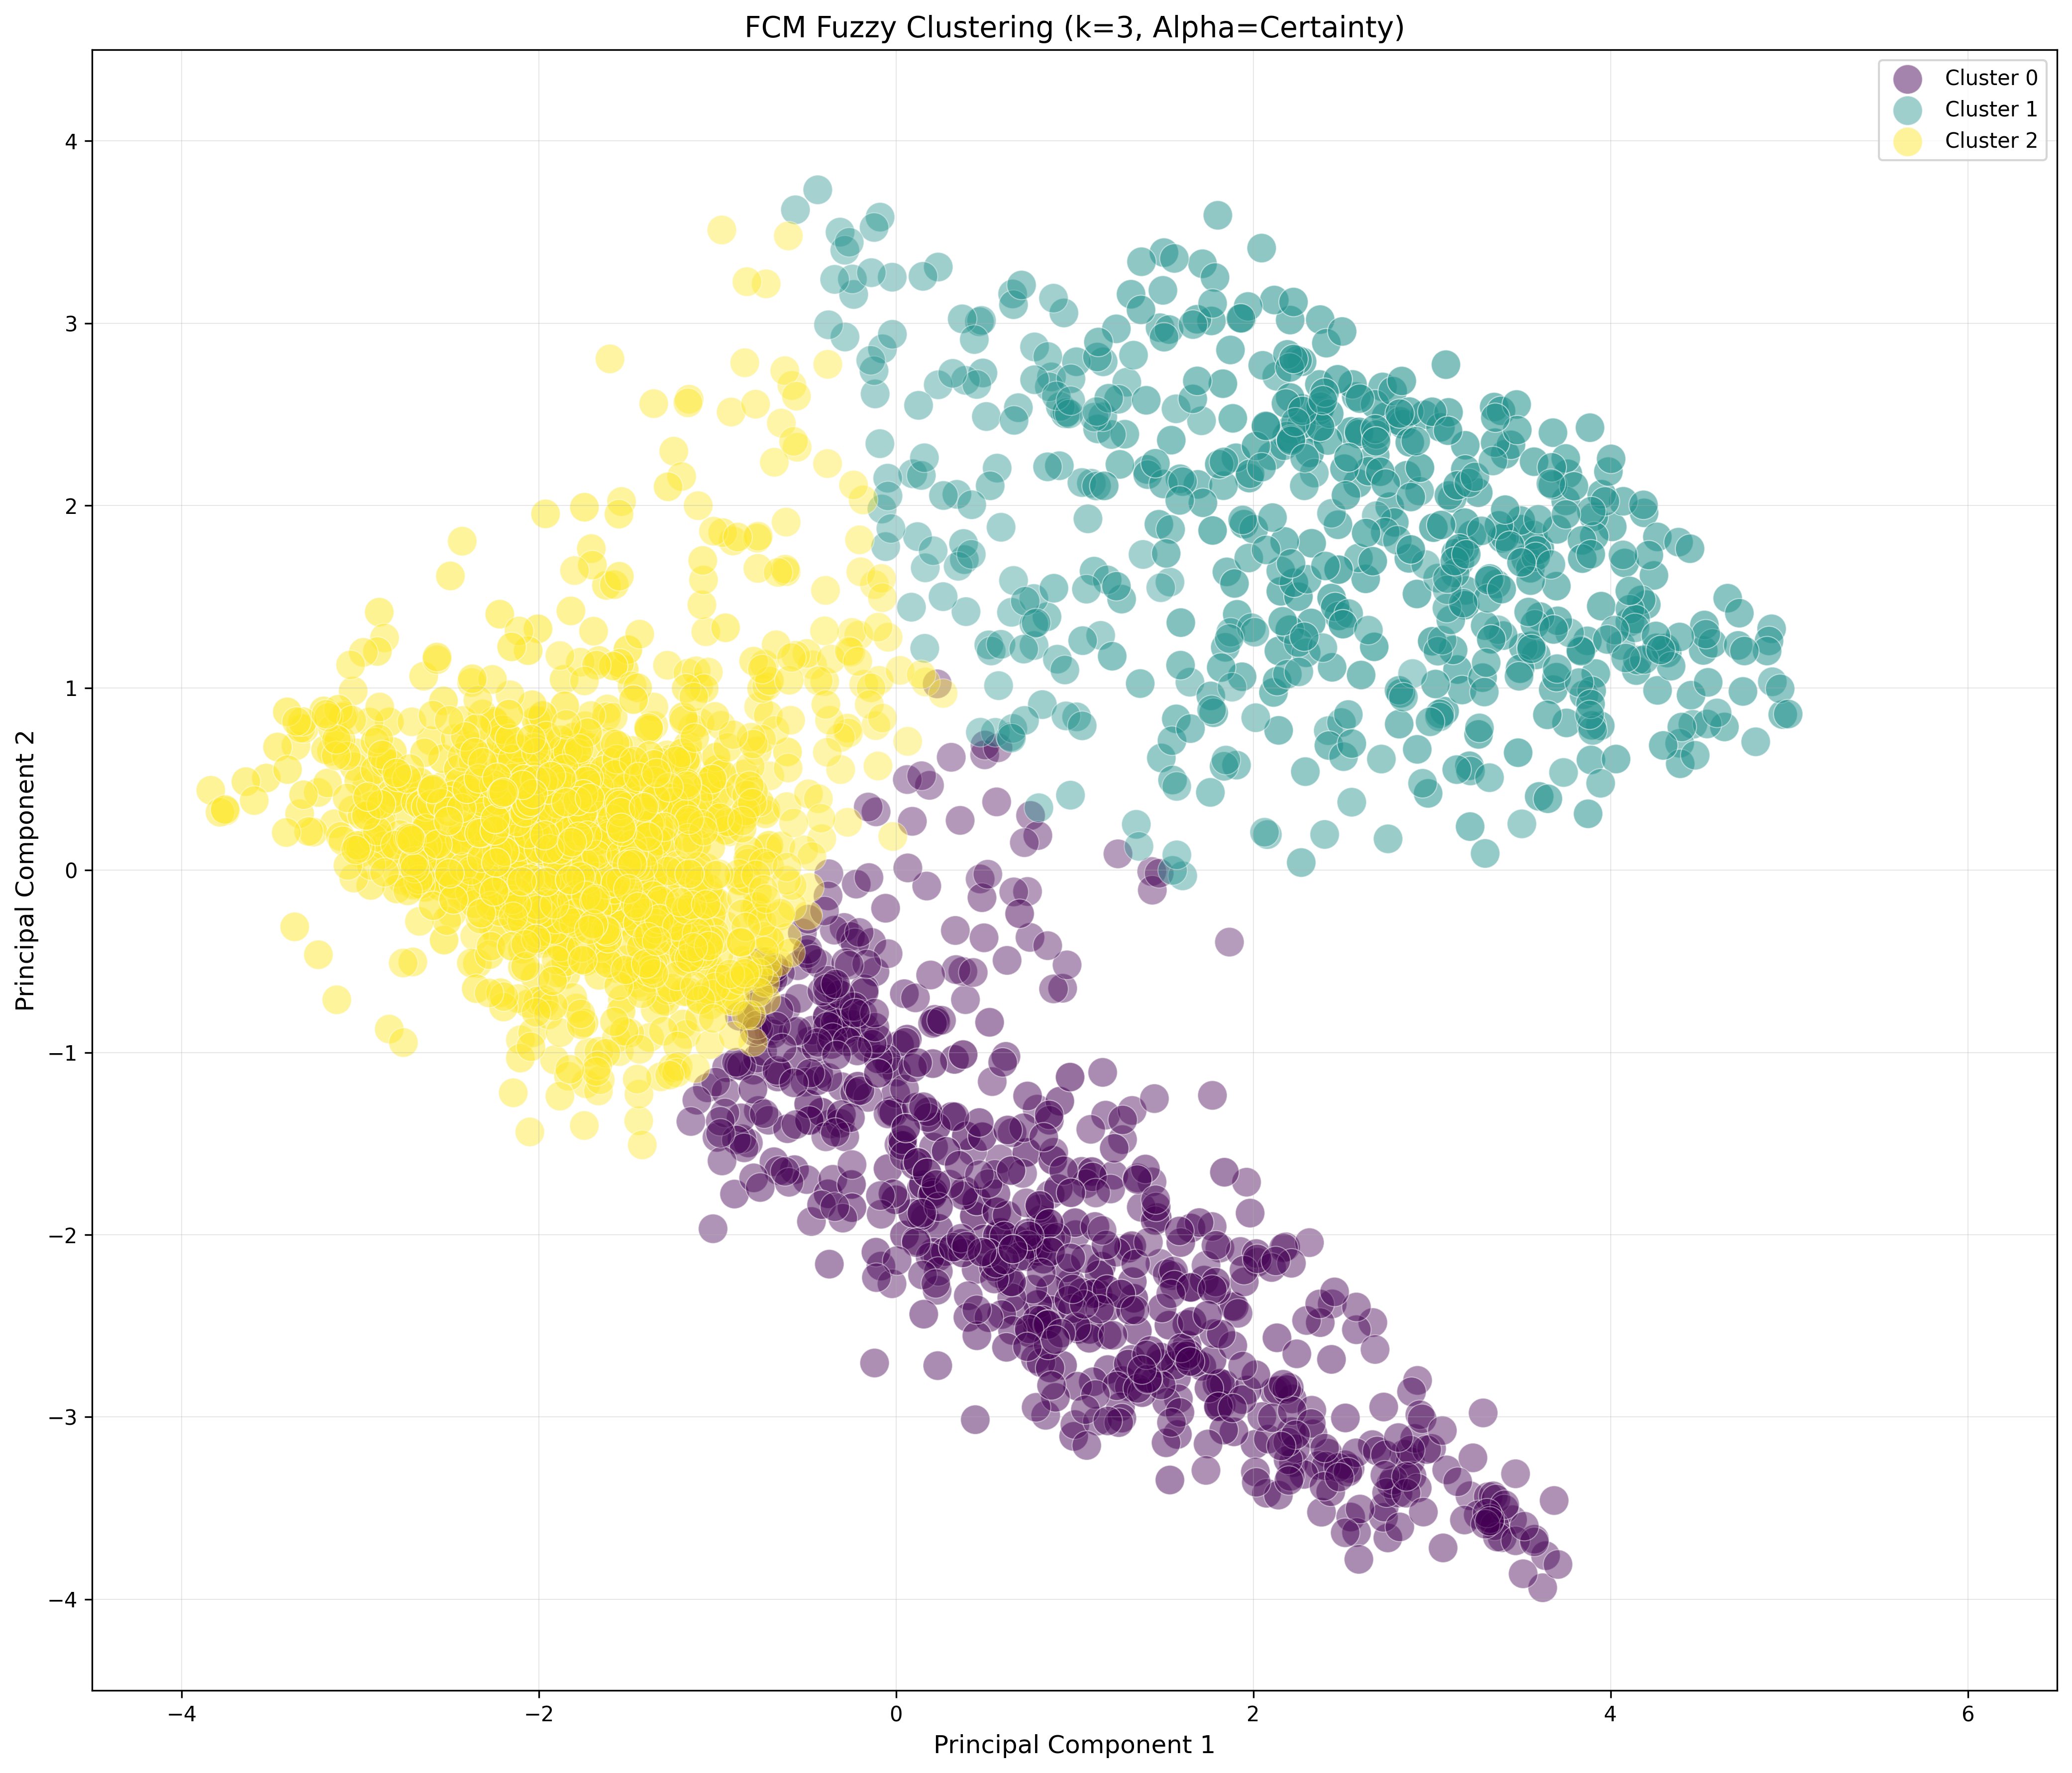 FCM Fuzzy Clustering (k=3, Alpha=Certainty)
Cluster 0
Cluster 1
Cluster 2
Principal Component 2
4
3
2
1
0
−1
−2
−3
−4
−4
−2
0
2
4
6
Principal Component 1